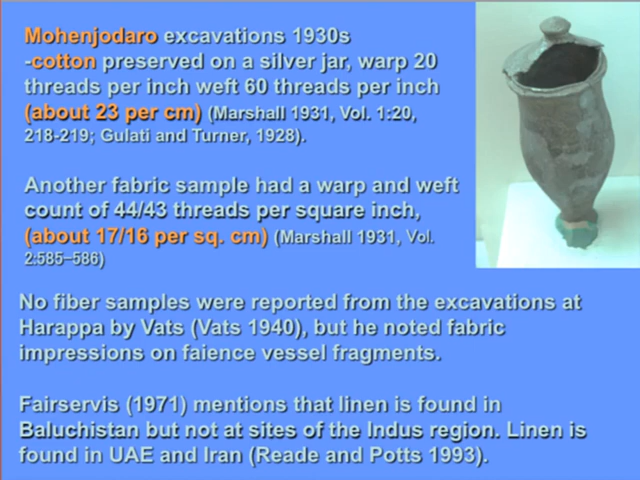 Mohenjodaro excavations 1930s
-cotton preserved on a silver jar, warp 20
threads per inch weft 60 threads per inch
(about 23 per cm) (Marshall 1931, Vol. 1:20,
218-219; Gulati and Turner, 1928).
Another fabric sample had a warp and weft
count of 44/43 threads per square inch,
(about 17/16 per sq. cm) (Marshall 1931, Vol.
2:585–586)
No fiber samples were reported from the excavations at
Harappa by Vats (Vats 1940), but he noted fabric
impressions on faience vessel fragments.
Fairservis (1971) mentions that linen is found in
Baluchistan but not at sites of the Indus region. Linen is
found in UAE and Iran (Reade and Potts 1993).